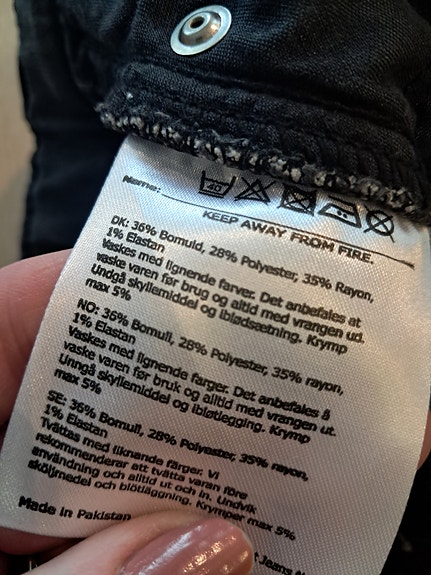 40
Name:
KEEP AWAY FROM FIRE.
DK: 36% Bomuld, 28% Polyester, 35% Rayon,
1% Elastan
Vaskes med lignende farver. Det anbefales at
vaske varen før brug og altid med vrangen ud.
Undgå skyllemiddel og iblødsætning. Krymp
max 5%
NO: 36% Bomull, 28% Polyester, 35% rayon,
1% Elastan
Vaskes med lignende farger. Det anbefales å
vaske varen før bruk og altid med vrangen ut.
Unngå skyllemiddel og ibløtlegging. Krymp
max 5%
SE: 36% Bomull, 28% Polyester, 35% rayon,
1% Elastan
Tvättas med liknande färger. Vi
rekommenderar att tvätta varan före
användning och alltid ut och in. Undvik
sköljmedel och blötläggning. Krymper max 5%
Made in Pakistan
Jeans